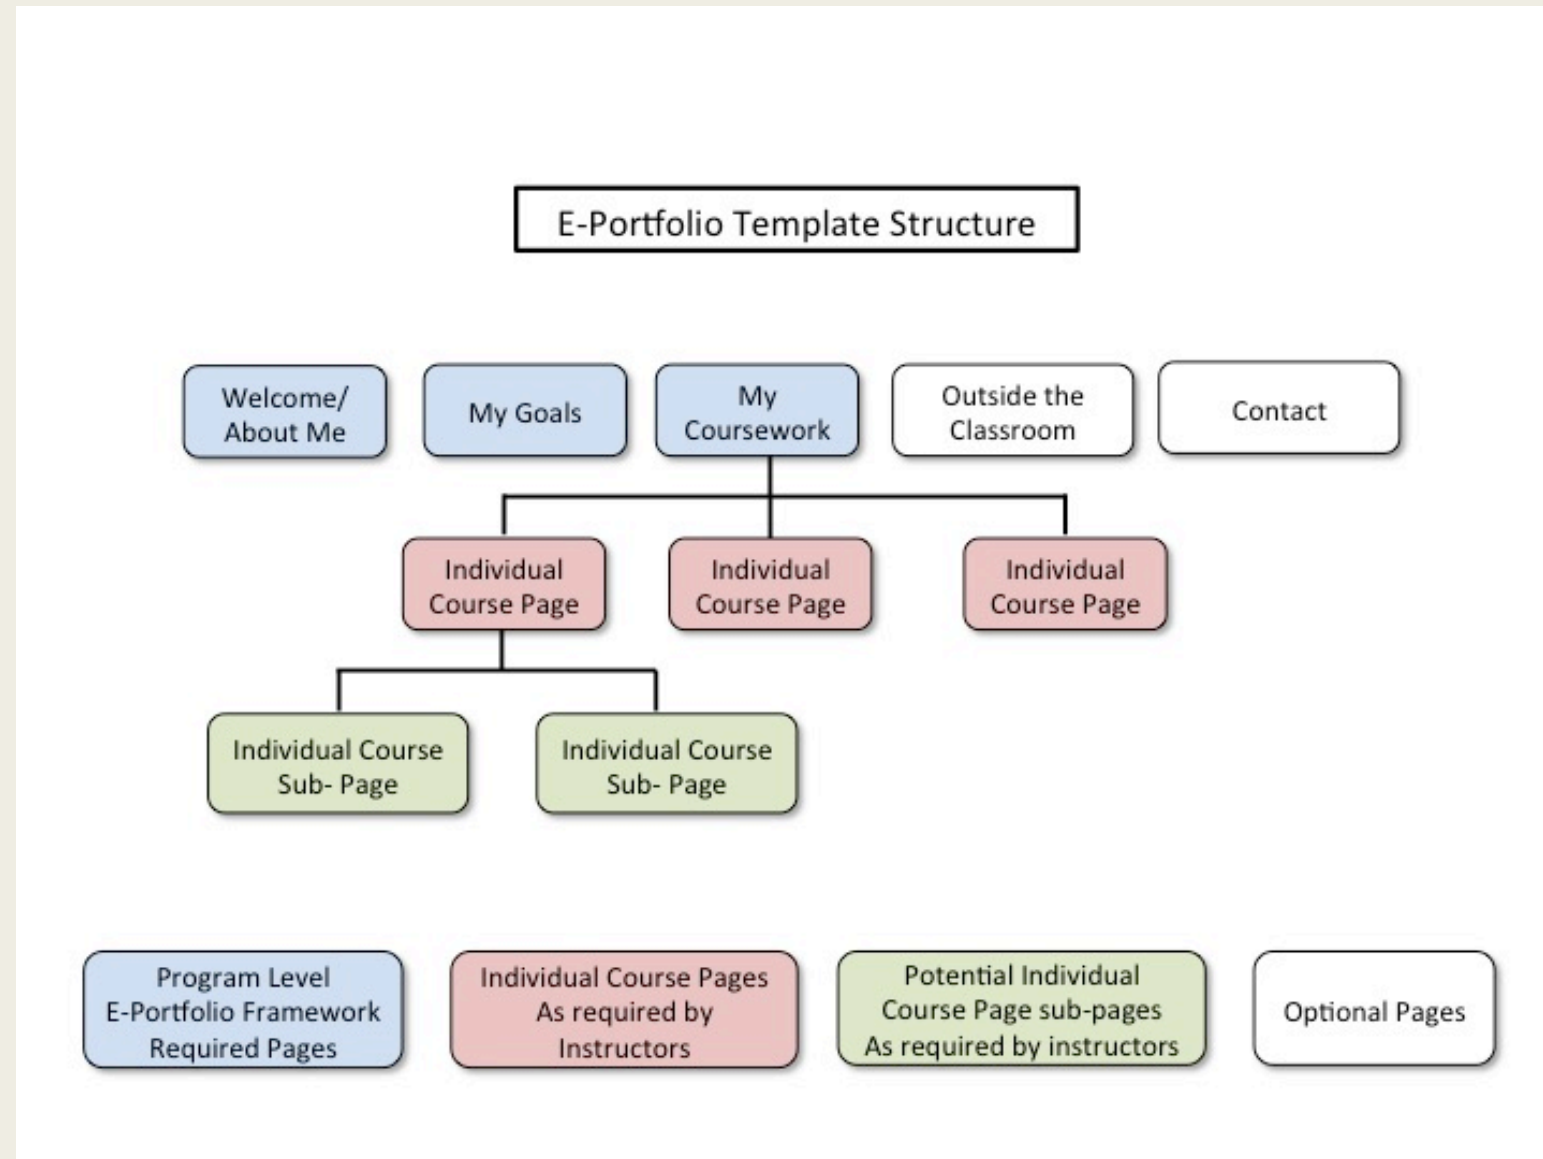 E-Portfolio Template Structure
Welcome/
About Me
My Goals
My
Coursework
Outside the
Classroom
Contact
Individual
Course Page
Individual
Course Page
Individual
Course Page
Individual Course
Sub- Page
Individual Course
Sub- Page
Program Level
E-Portfolio Framework
Required Pages
Individual Course Pages
As required by
Instructors
Potential Individual
Course Page sub-pages
As required by instructors
Optional Pages